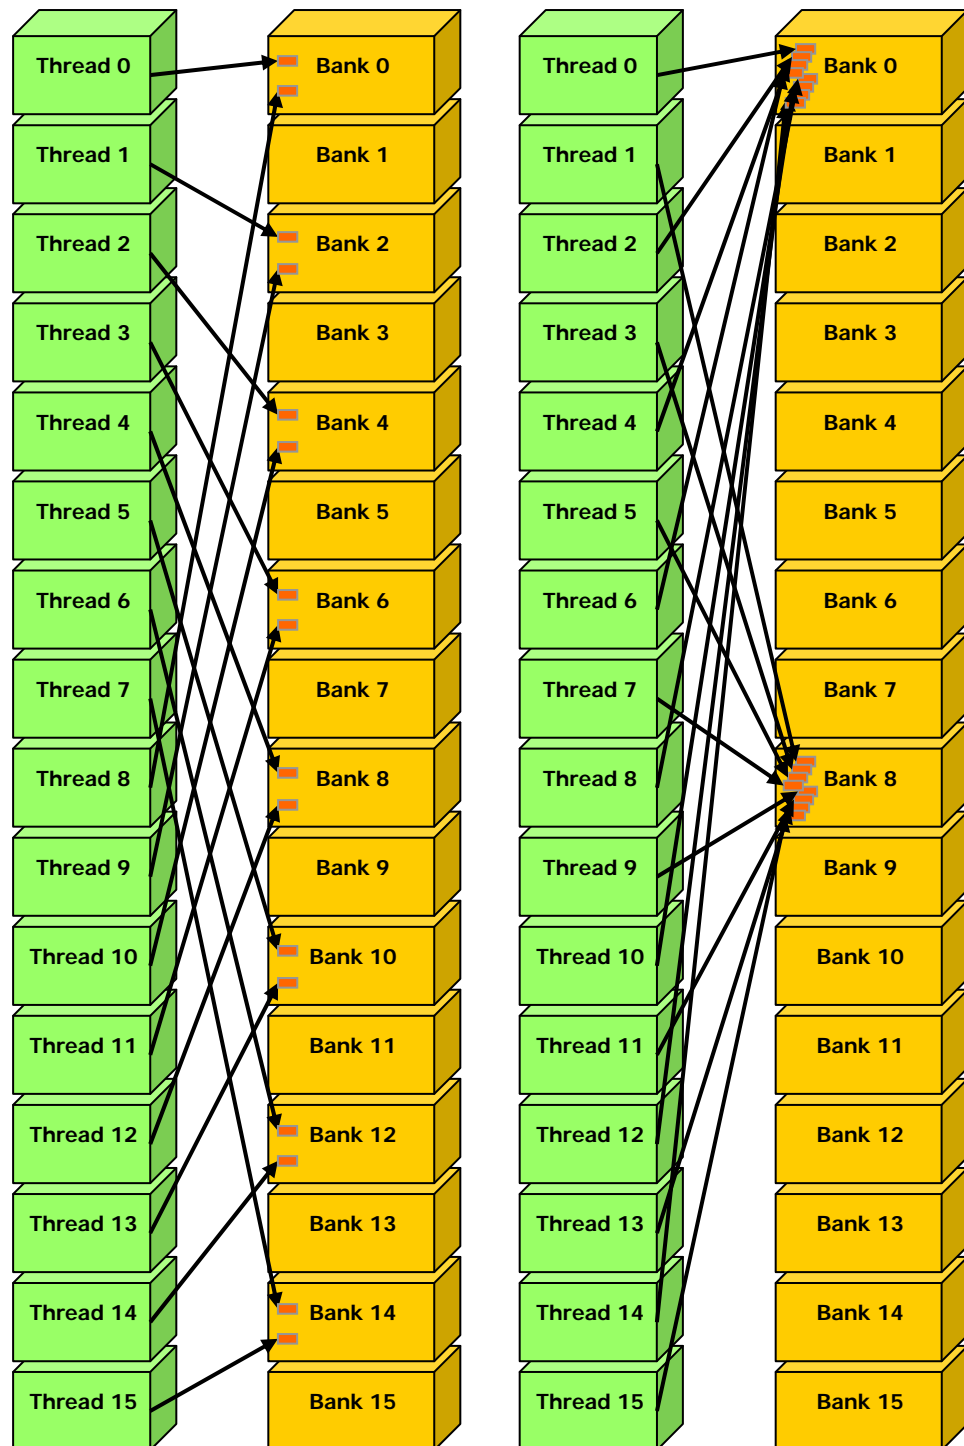 Thread 0 Bank 0 Thread 0 Bank 0
Thread 1 Bank 1 Thread 1 Bank 1
Thread 2 Bank 2 Thread 2 Bank 2
Thread 3 Bank 3 Thread 3 Bank 3
Thread 4 Bank 4 Thread 4 Bank 4
Thread 5 Bank 5 Thread 5 Bank 5
Thread 6 Bank 6 Thread 6 Bank 6
Thread 7 Bank 7 Thread 7 Bank 7
Thread 8 Bank 8 Thread 8 Bank 8
Thread 9 Bank 9 Thread 9 Bank 9
Thread 10 Bank 10 Thread 10 Bank 10
Thread 11 Bank 11 Thread 11 Bank 11
Thread 12 Bank 12 Thread 12 Bank 12
Thread 13 Bank 13 Thread 13 Bank 13
Thread 14 Bank 14 Thread 14 Bank 14
Thread 15 Bank 15 Thread 15 Bank 15